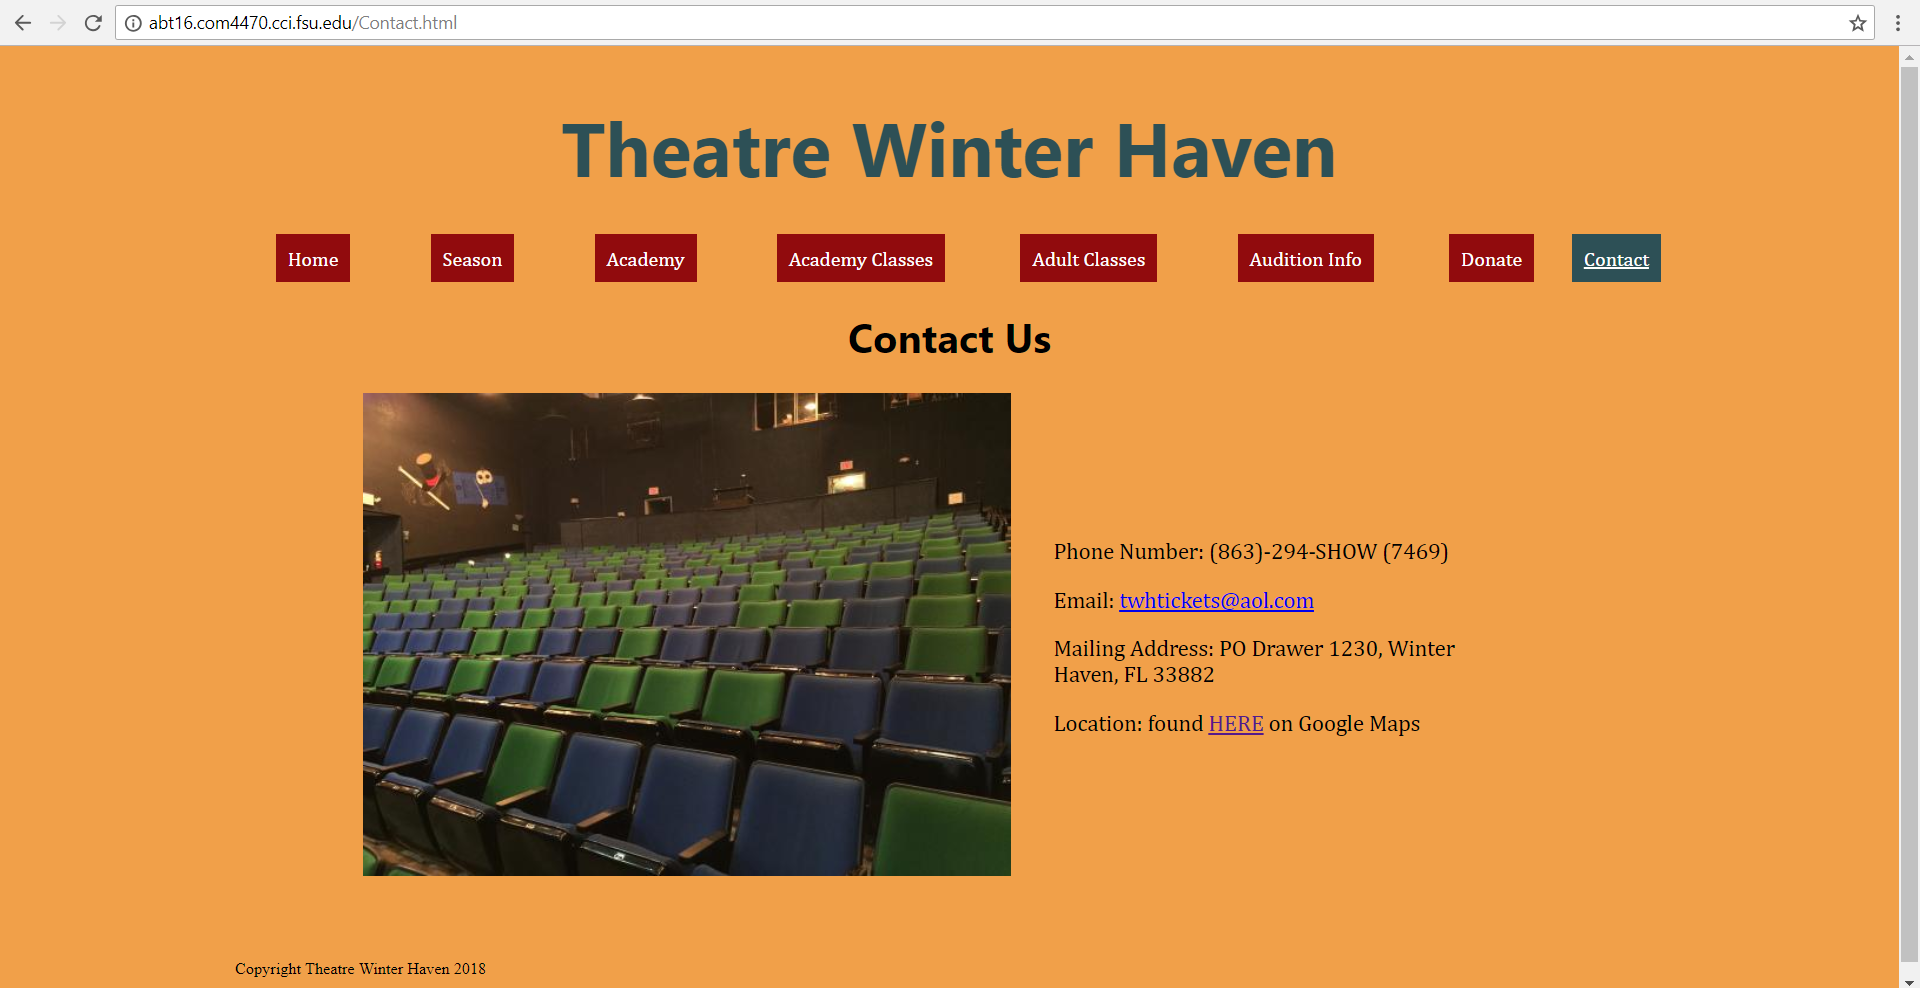 abt16.com4470.cci.fsu.edu/Contact.html
Theatre Winter Haven
Home Season Academy Academy Classes Adult Classes Audition Info Donate Contact
Contact Us
Phone Number: (863)-294-SHOW (7469)
Email: twhtickets@aol.com
Mailing Address: PO Drawer 1230, Winter
Haven, FL 33882
Location: found HERE on Google Maps
Copyright Theatre Winter Haven 2018